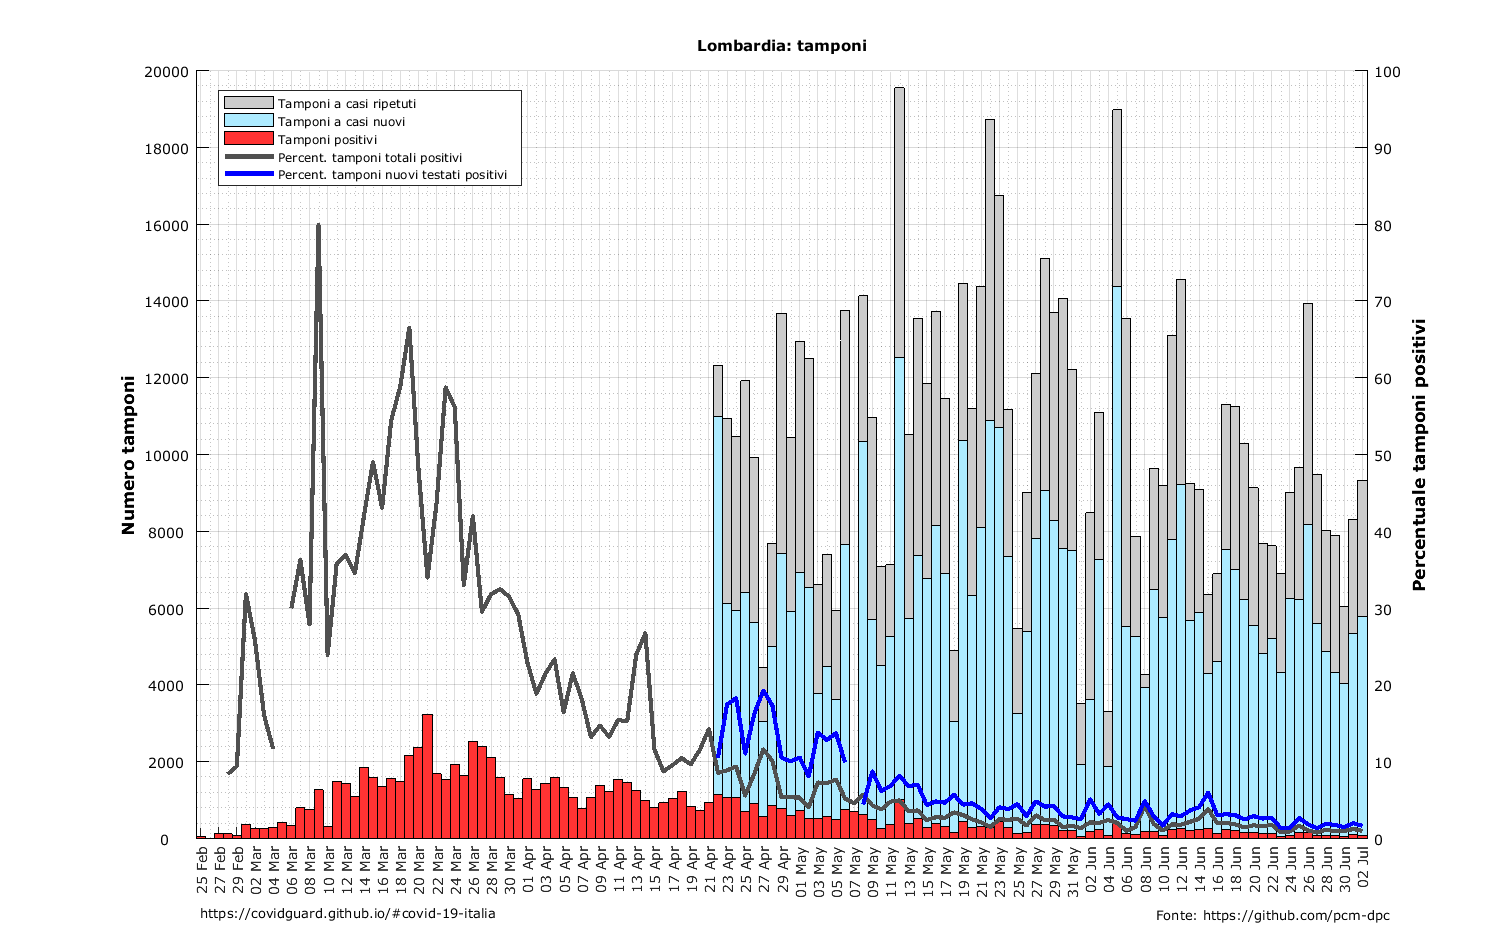 Lombardia: tamponi
20000
18000
16000
14000
12000
10000
8000
6000
4000
2000
0
Numero tamponi
Tamponi a casi ripetuti
Tamponi a casi nuovi
Tamponi positivi
Percent. tamponi totali positivi
Percent. tamponi nuovi testati positivi
100
90
80
70
60
50
40
30
20
10
0
Percentuale tamponi positivi
25 Feb
27 Feb
29 Feb
02 Mar
04 Mar
06 Mar
08 Mar
10 Mar
12 Mar
14 Mar
16 Mar
18 Mar
20 Mar
22 Mar
24 Mar
26 Mar
28 Mar
30 Mar
01 Apr
03 Apr
05 Apr
07 Apr
09 Apr
11 Apr
13 Apr
15 Apr
17 Apr
19 Apr
21 Apr
23 Apr
25 Apr
27 Apr
29 Apr
01 May
03 May
05 May
07 May
09 May
11 May
13 May
15 May
17 May
19 May
21 May
23 May
25 May
27 May
29 May
31 May
02 Jun
04 Jun
06 Jun
08 Jun
10 Jun
12 Jun
14 Jun
16 Jun
18 Jun
20 Jun
22 Jun
24 Jun
26 Jun
28 Jun
30 Jun
02 Jul
https://covidguard.github.io/#covid-19-italia
Fonte: https://github.com/pcm-dpc